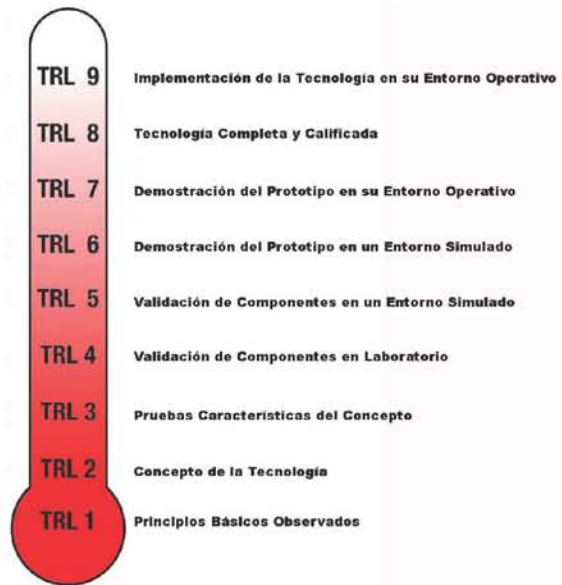 TRL 9 Implementación de la Tecnología en su Entorno Operativo
TRL 8 Tecnología Completa y Calificada
TRL 7 Demostración del Prototipo en su Entorno Operativo
TRL 6 Demostración del Prototipo en un Entorno Simulado
TRL 5 Validación de Componentes en un Entorno Simulado
TRL 4 Validación de Componentes en Laboratorio
TRL 3 Pruebas Características del Concepto
TRL 2 Concepto de la Tecnología
TRL 1 Principios Básicos Observados